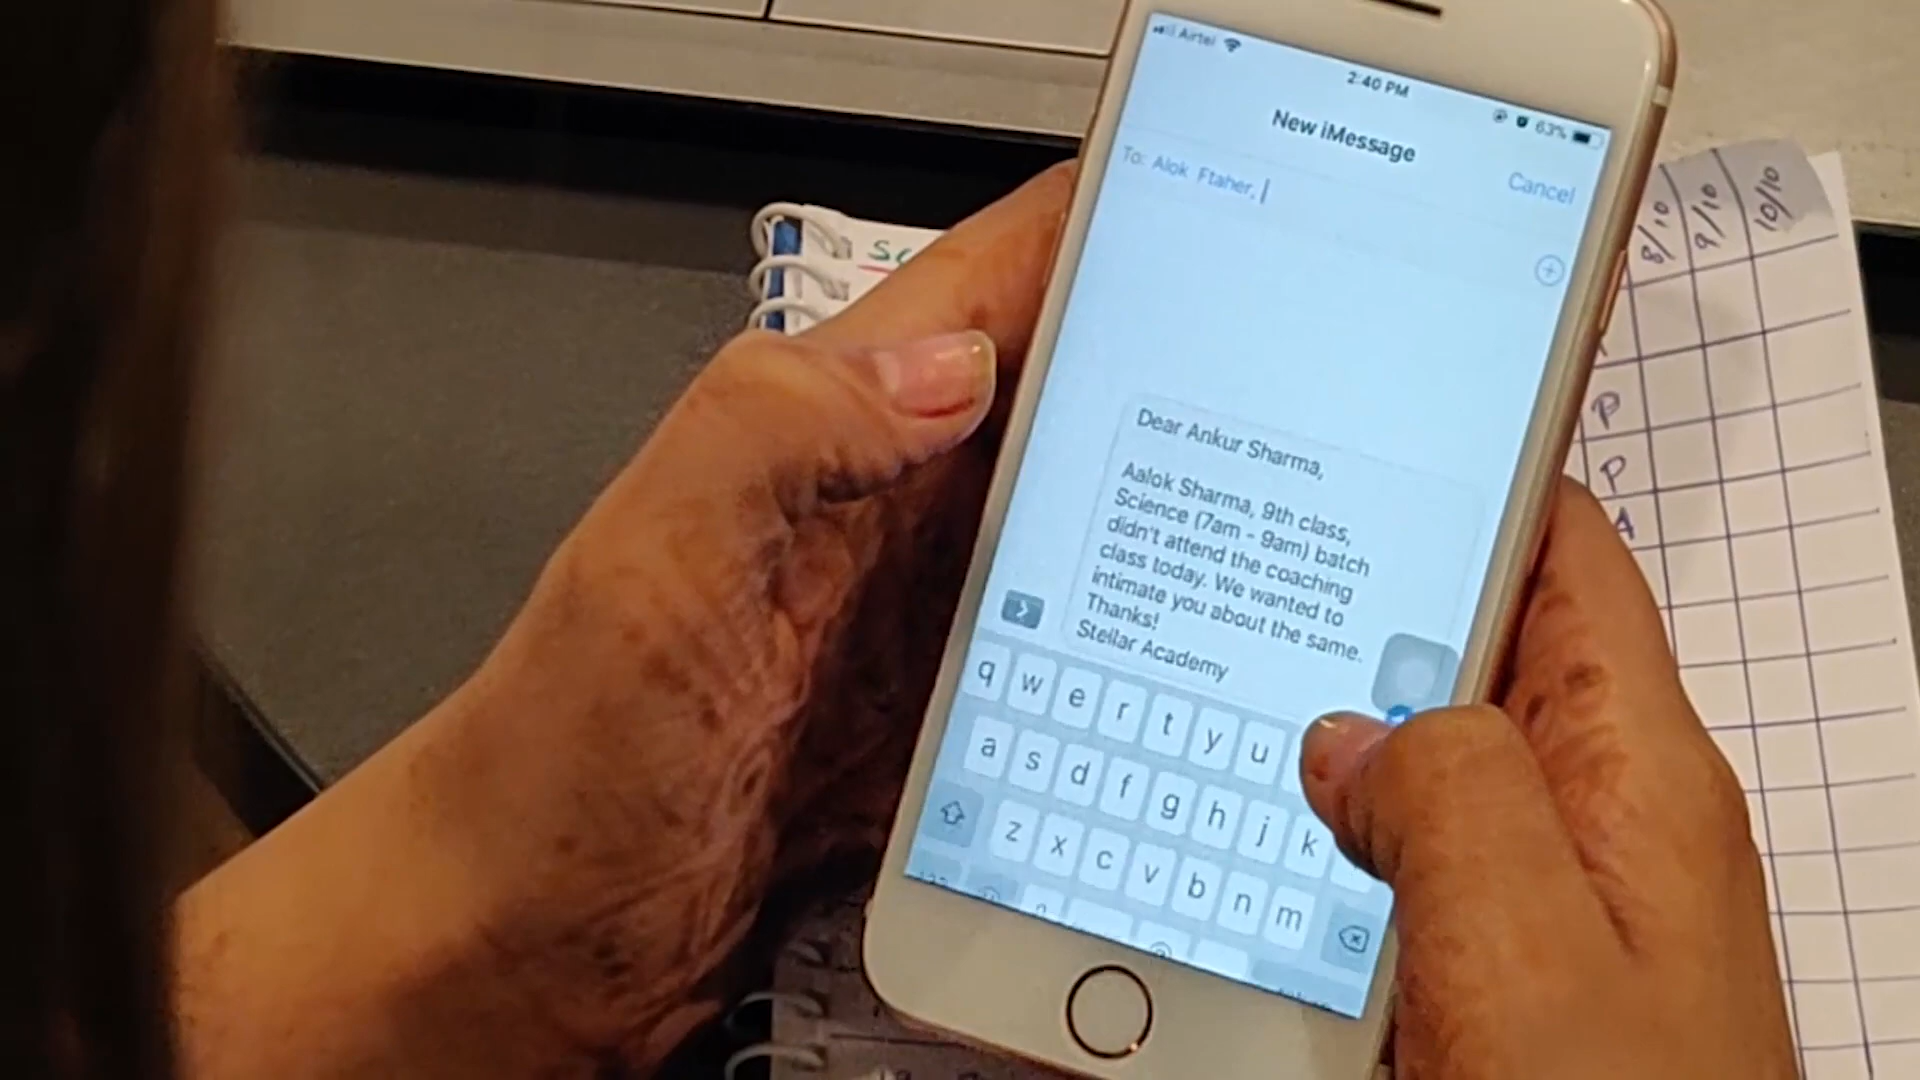 Airtel
2:40 PM
63%
New iMessage
Cancel
To: Alok Ftaher,
Dear Ankur Sharma,
Aalok Sharma, 9th class,
Science (7am - 9am) batch
didn't attend the coaching
class today. We wanted to
intimate you about the same.
Thanks!
Stellar Academy
q w e r t y u
a s d f g h j k
z x c v b n m
8/10 9/10 10/10
P
P
A